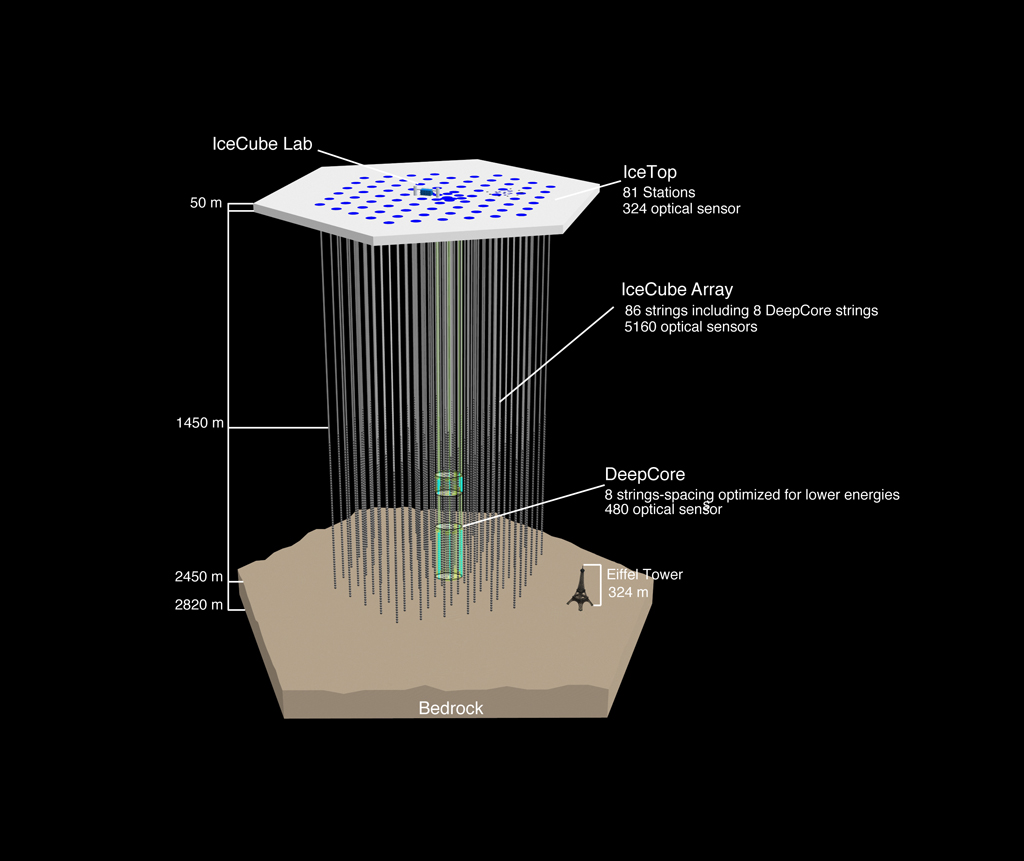 IceCube Lab
IceTop
81 Stations
324 optical sensor
50 m
IceCube Array
86 strings including 8 DeepCore strings
5160 optical sensors
1450 m
DeepCore
8 strings-spacing optimized for lower energies
480 optical sensor
s
2450 m
Eiffel Tower
324 m
2820 m
Bedrock